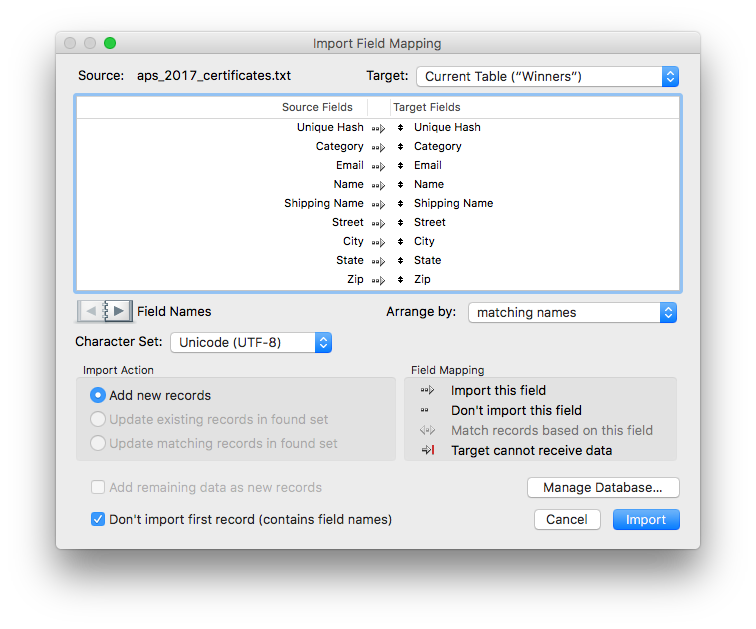 Import Field Mapping
Source: aps_2017_certificates.txt Target: Current Table (“Winners”)
Source Fields Target Fields
Unique Hash Unique Hash
Category Category
Email Email
Name Name
Shipping Name Shipping Name
Street Street
City City
State State
Zip Zip
Field Names Arrange by: matching names
Character Set: Unicode (UTF-8)
Import Action Field Mapping
Add new records Import this field
Update existing records in found set Don't import this field
Update matching records in found set Match records based on this field
Target cannot receive data
Add remaining data as new records Manage Database...
Don't import first record (contains field names) Cancel Import